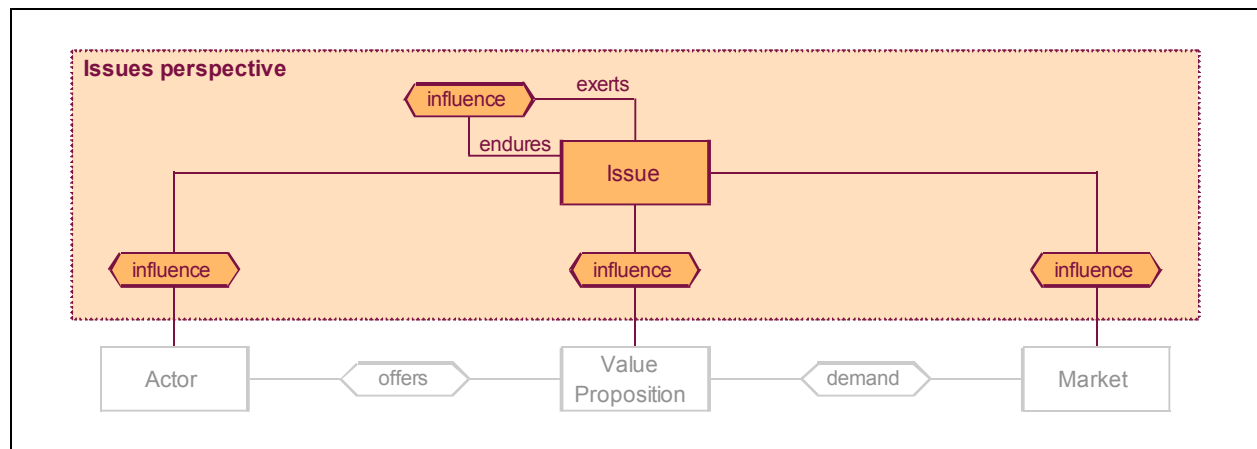 Issues perspective
exerts
influence
endures
Issue
influence
influence
influence
Actor
offers
Value
Proposition
demand
Market